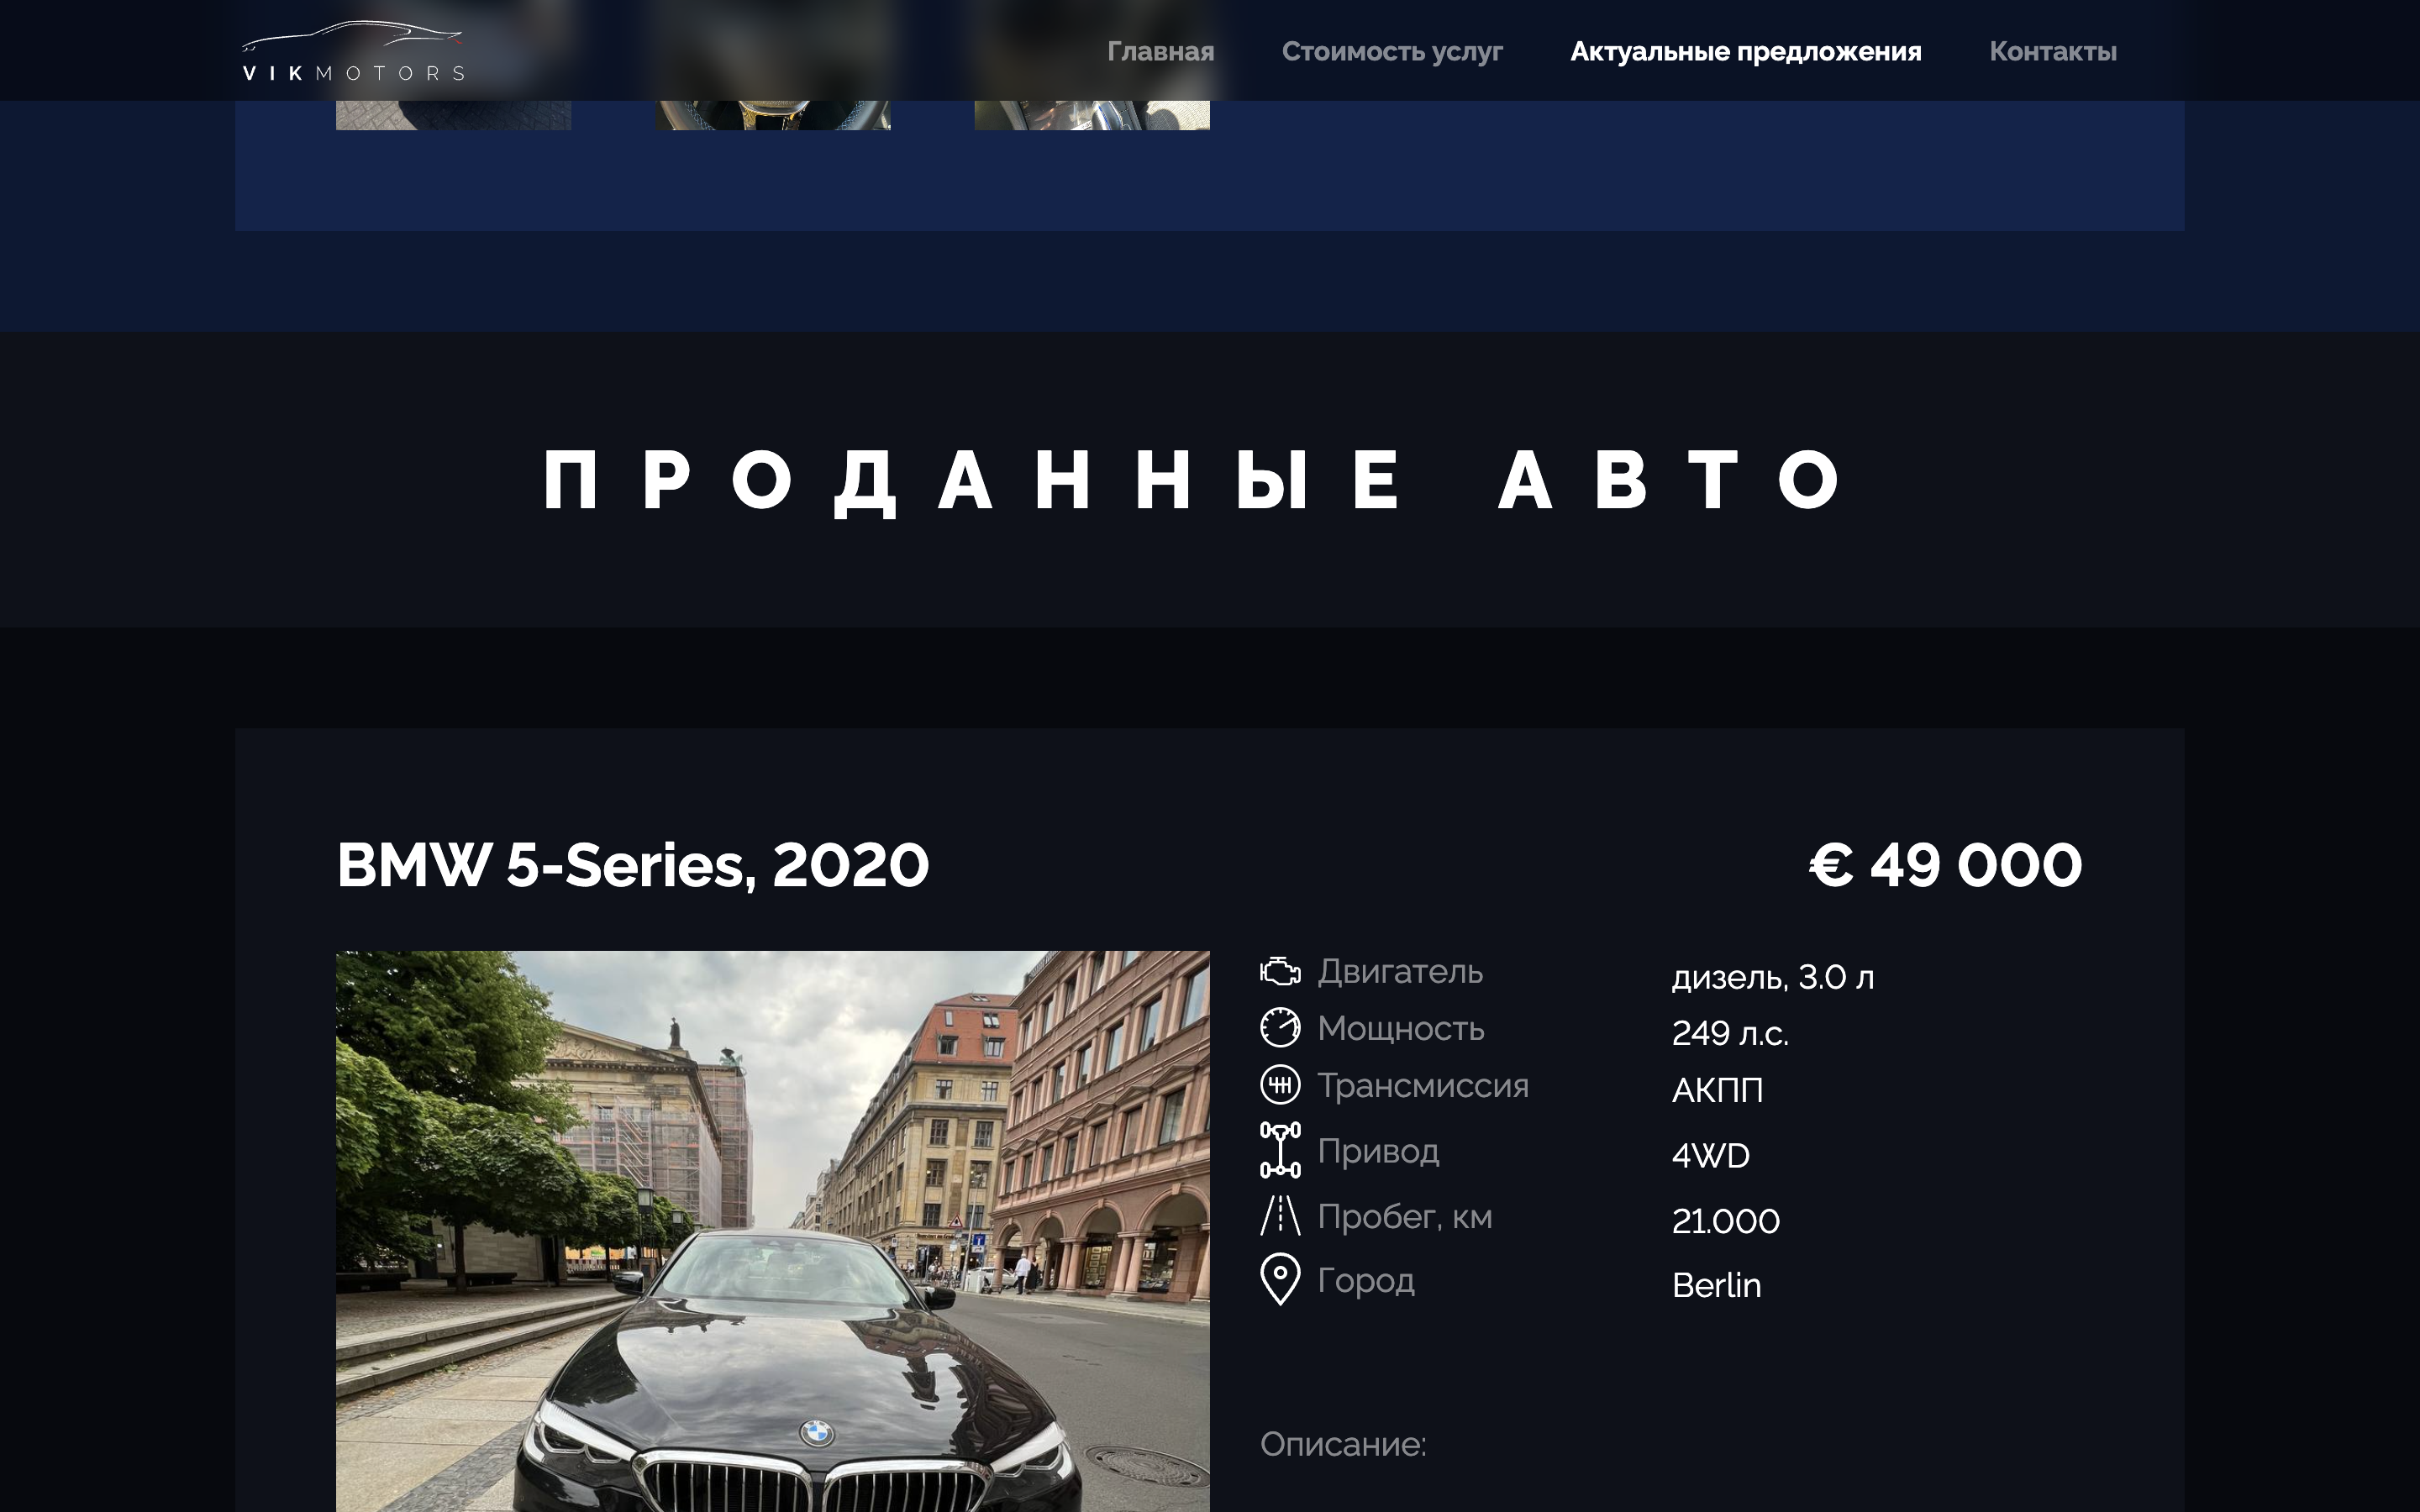 VIKMOTORS
Главная Стоимость услуг Актуальные предложения Контакты
ПРОДАННЫЕ АВТО
BMW 5-Series, 2020
€ 49 000
Двигатель дизель, 3.0 л
Мощность 249 л.с.
Трансмиссия АКПП
Привод 4WD
Пробег, км 21.000
Город Berlin
Описание: